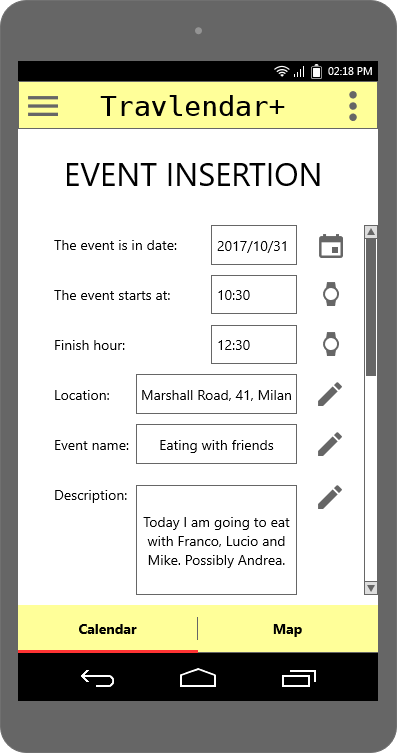 02:18 PM
Travlendar+
EVENT INSERTION
The event is in date: 2017/10/31
The event starts at: 10:30
Finish hour: 12:30
Location: Marshall Road, 41, Milan
Event name: Eating with friends
Description:
Today I am going to eat
with Franco, Lucio and
Mike. Possibly Andrea.
Calendar Map